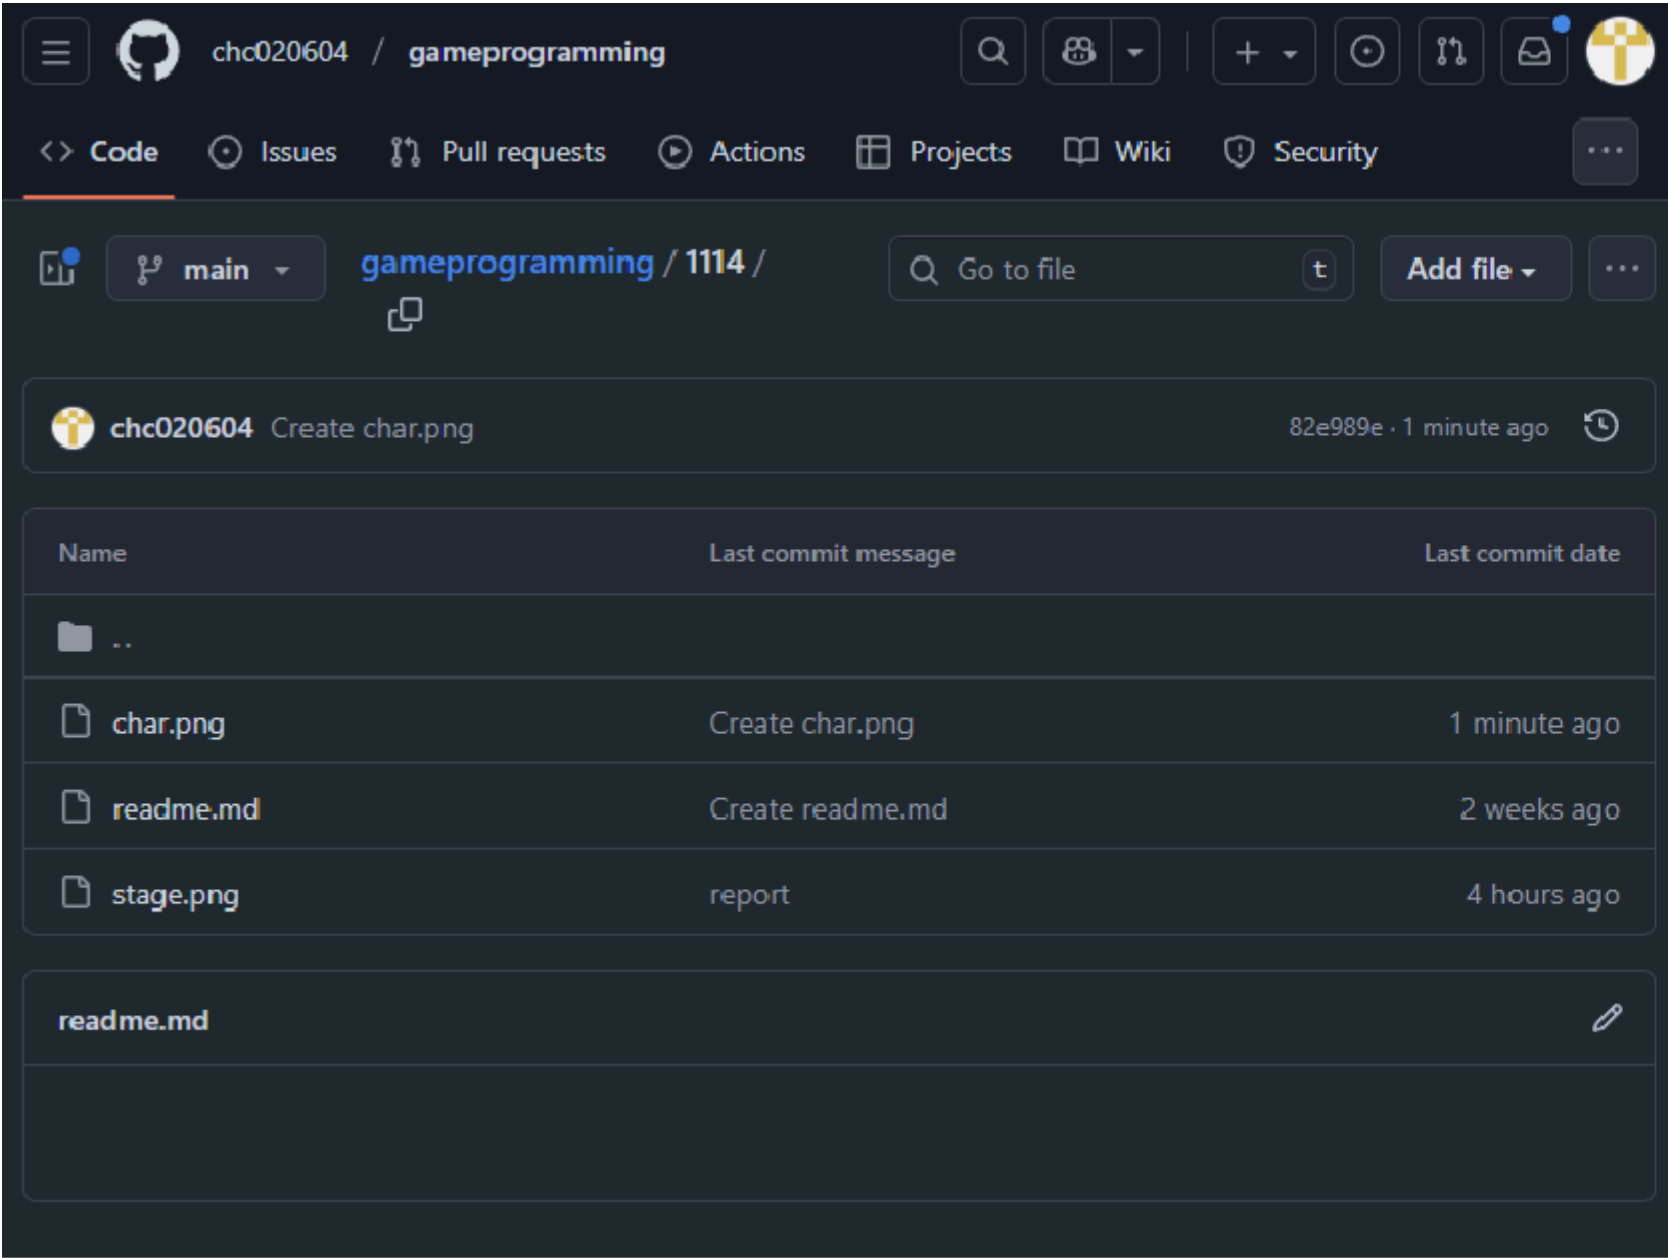 chc020604 / gameprogramming
Code Issues Pull requests Actions Projects Wiki Security ...
main gameprogramming / 1114 / Go to file t Add file ...
chc020604 Create char.png 82e989e · 1 minute ago
Name Last commit message Last commit date
..
char.png Create char.png 1 minute ago
readme.md Create readme.md 2 weeks ago
stage.png report 4 hours ago
readme.md